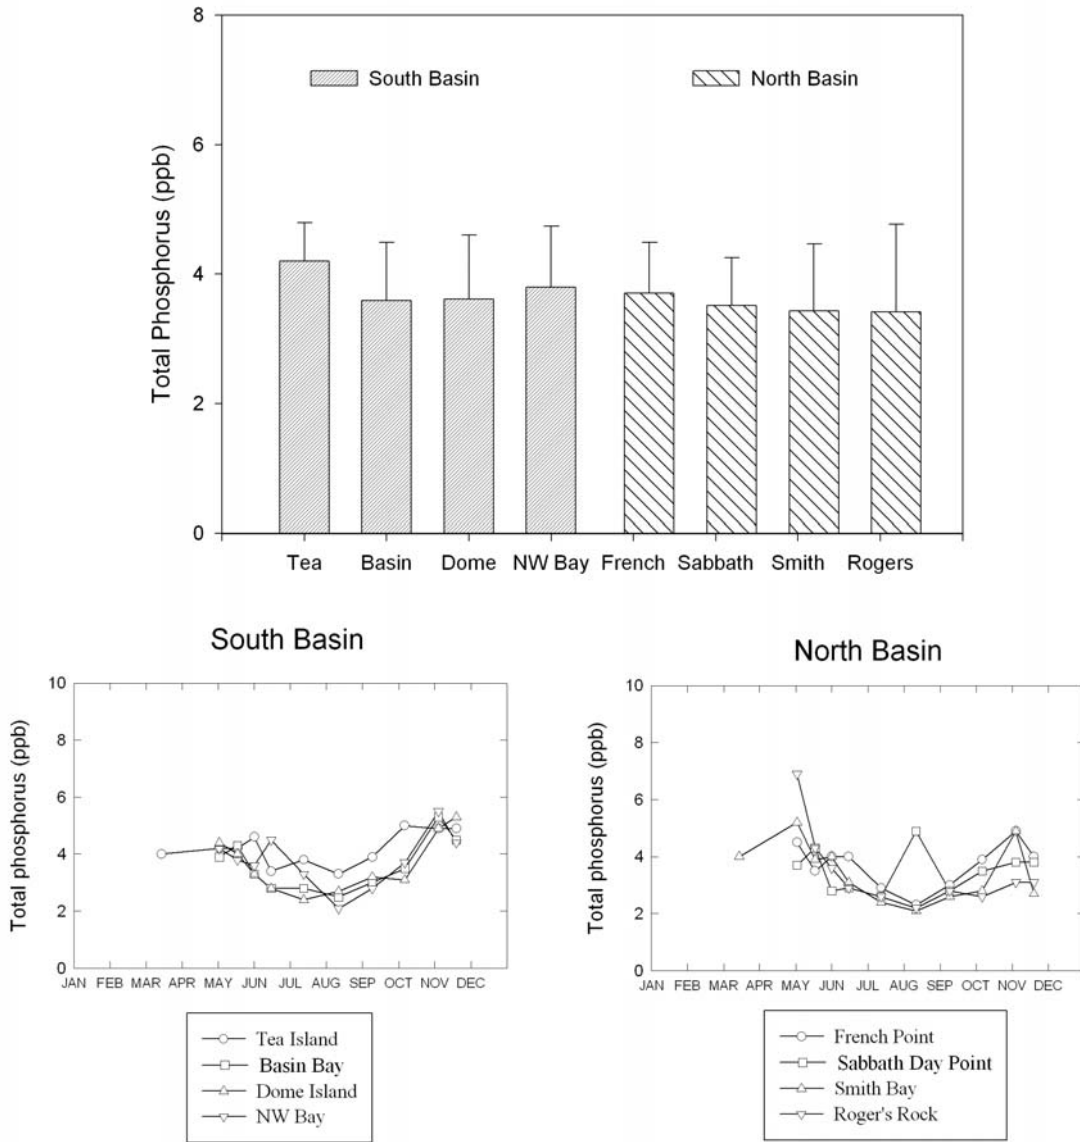 8
South Basin North Basin
6
4
2
0
Total Phosphorus (ppb)
Tea Basin Dome NW Bay French Sabbath Smith Rogers
South Basin
10
8
6
4
2
0
Total phosphorus (ppb)
JAN FEB MAR APR MAY JUN JUL AUG SEP OCT NOV DEC
Tea Island
Basin Bay
Dome Island
NW Bay
North Basin
10
8
6
4
2
0
Total phosphorus (ppb)
JAN FEB MAR APR MAY JUN JUL AUG SEP OCT NOV DEC
French Point
Sabbath Day Point
Smith Bay
Roger's Rock